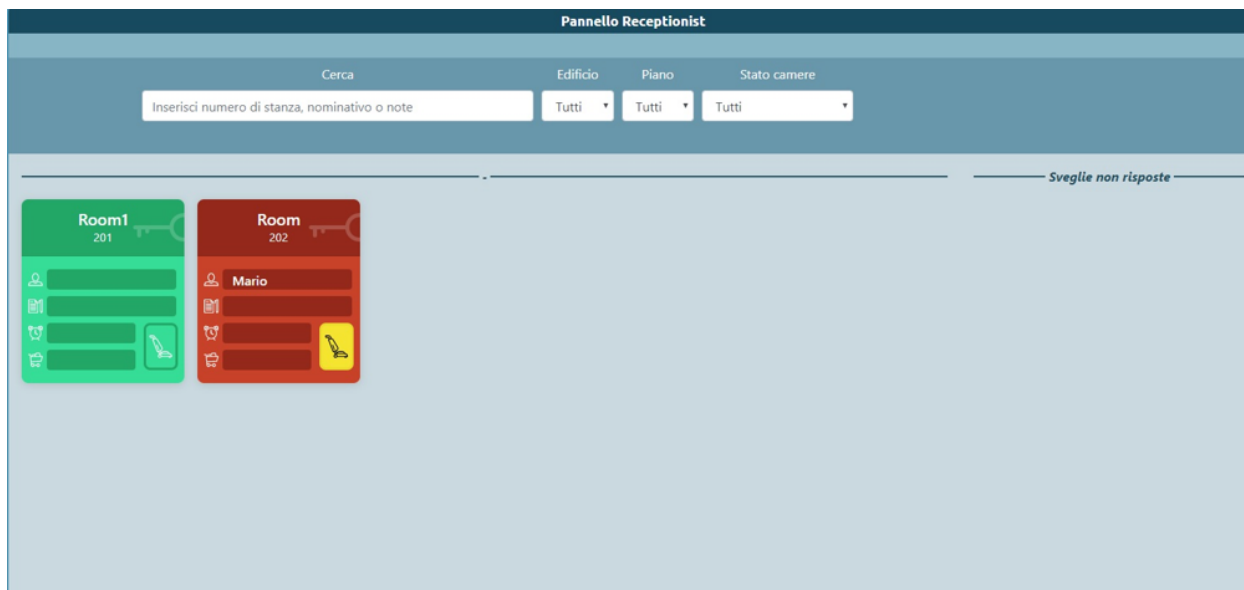 Pannello Receptionist
Cerca Edificio Piano Stato camere
Inserisci numero di stanza, nominativo o note Tutti Tutti Tutti
- Sveglie non risposte
Room1 Room
201 202
Mario